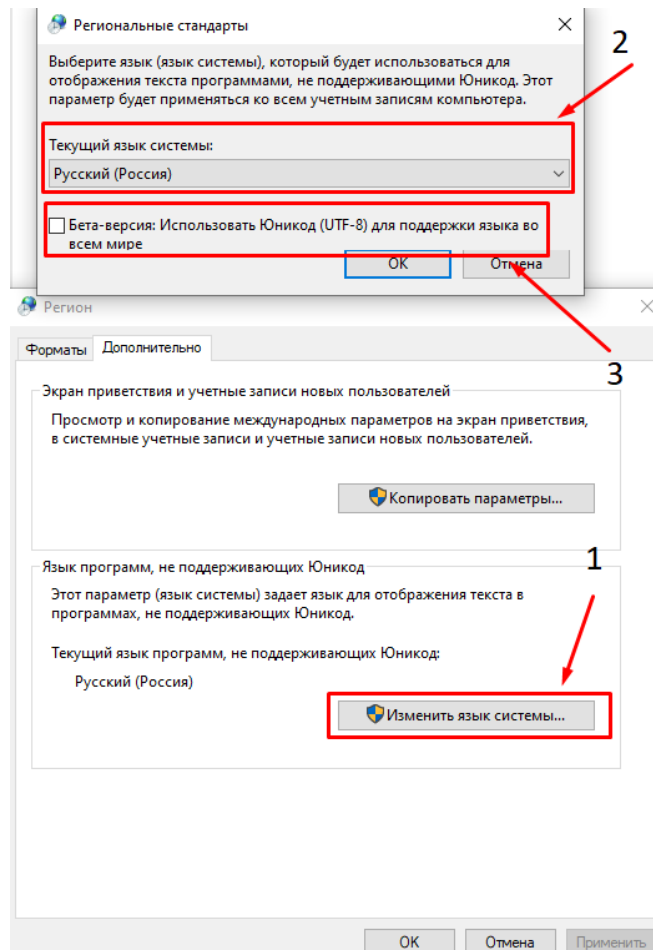 Региональные стандарты
2
Выберите язык (язык системы), который будет использоваться для
отображения текста программами, не поддерживающими Юникод. Этот
параметр будет применяться ко всем учетным записям компьютера.
Текущий язык системы:
Русский (Россия)
Бета-версия: Использовать Юникод (UTF-8) для поддержки языка во
всем мире
ОК
Отмена
3
Регион
Форматы
Дополнительно
Экран приветствия и учетные записи новых пользователей
Просмотр и копирование международных параметров на экран приветствия,
в системные учетные записи и учетные записи новых пользователей.
Копировать параметры...
Язык программ, не поддерживающих Юникод
1
Этот параметр (язык системы) задает язык для отображения текста в
программах, не поддерживающих Юникод.
Текущий язык программ, не поддерживающих Юникод:
Русский (Россия)
Изменить язык системы...
ОК
Отмена
Применить